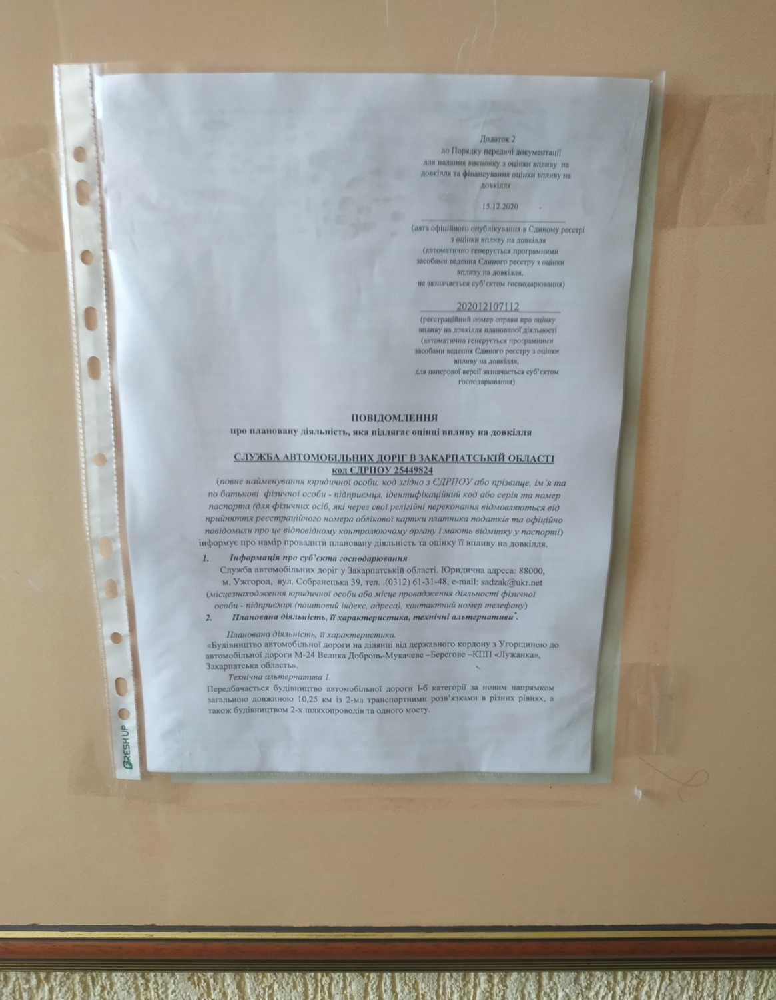 Додаток 2
до Порядку передачі документації
для надання висновку з оцінки впливу на
довкілля та фінансування оцінки впливу на
довкілля
15.12.2020
(дата офіційного опублікування в Єдиному реєстрі
з оцінки впливу на довкілля
(автоматично генерується програмними
засобами ведення Єдиного реєстру з оцінки
впливу на довкілля,
не зазначається суб’єктом господарювання)
202012107112
(реєстраційний номер справи про оцінку
впливу на довкілля планованої діяльності
(автоматично генерується програмними
засобами ведення Єдиного реєстру з оцінки
впливу на довкілля,
для паперової версії зазначається суб’єктом
господарювання)
ПОВІДОМЛЕННЯ
про плановану діяльність, яка підлягає оцінці впливу на довкілля
СЛУЖБА АВТОМОБІЛЬНИХ ДОРІГ В ЗАКАРПАТСЬКІЙ ОБЛАСТІ
код ЄДРПОУ 25449824
(повне найменування юридичної особи, код згідно з ЄДРПОУ або прізвище, ім’я та
по батькові фізичної особи - підприємця, ідентифікаційний код або серія та номер
паспорта (для фізичних осіб, які через свої релігійні переконання відмовляються від
прийняття реєстраційного номера облікової картки платника податків та офіційно
повідомили про це відповідному контролюючому органу і мають відмітку у паспорті)
інформує про намір провадити плановану діяльність та оцінку її впливу на довкілля.
1. Інформація про суб’єкта господарювання
Служба автомобільних доріг у Закарпатській області. Юридична адреса: 88000,
м. Ужгород, вул. Собранецька 39, тел. .(0312) 61-31-48, e-mail: sadzak@ukr.net
(місцезнаходження юридичної особи або місце провадження діяльності фізичної
особи - підприємця (поштовий індекс, адреса), контактний номер телефону)
2. Планована діяльність, її характеристика, технічні альтернативи*.
Планована діяльність, її характеристика.
«Будівництво автомобільної дороги на ділянці від державного кордону з Угорщиною до
автомобільної дороги М-24 Велика Добронь-Мукачеве –Берегове –КПП «Лужанка»,
Закарпатська область».
Технічна альтернатива 1.
Передбачається будівництво автомобільної дороги І-б категорії за новим напрямком
загальною довжиною 10,25 км із 2-ма транспортними розв’язками в різних рівнях, а
також будівництвом 2-х шляхопроводів та одного мосту.
FRESH UP